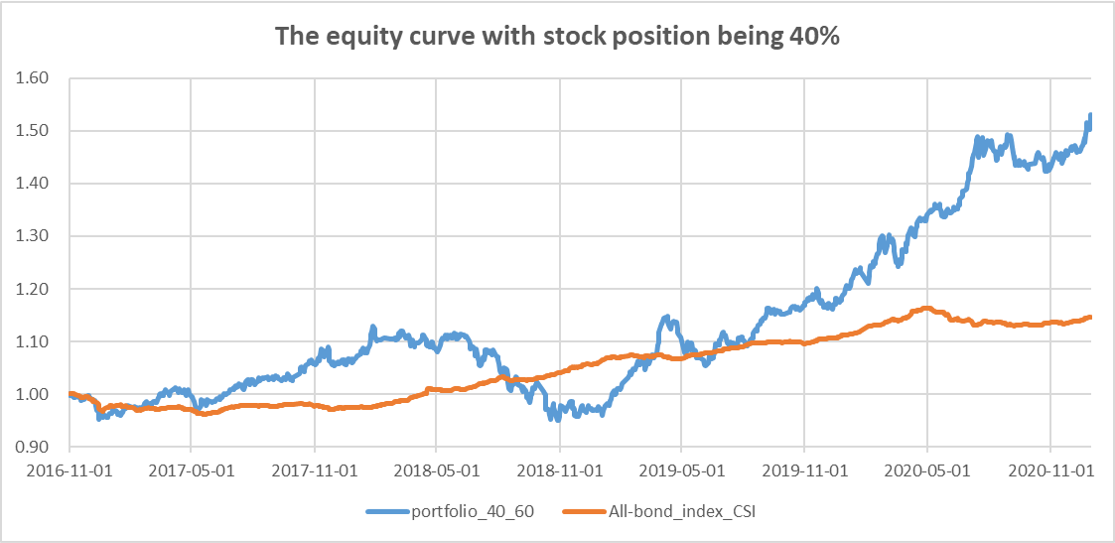 The equity curve with stock position being 40%
1.60
1.50
1.40
1.30
1.20
1.10
1.00
0.90
2016-11-01 2017-05-01 2017-11-01 2018-05-01 2018-11-01 2019-05-01 2019-11-01 2020-05-01 2020-11-01
portfolio_40_60 All-bond_index_CSI